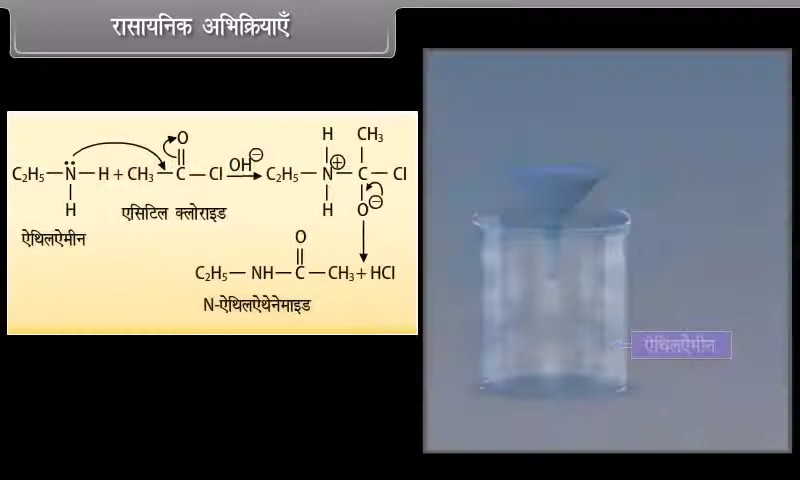 रासायनिक अभिक्रियाएँ
H CH₃
O
C₂H₅—N̈—H + CH₃—C—Cl OH⊖ C₂H₅—N⊕—C—Cl
H H O⊖
एसिटिल क्लोराइड
ऐथिलऐमीन
O
C₂H₅—NH—C—CH₃+HCl
N-ऐथिलऐथेनेमाइड
ऐथिलऐमीन